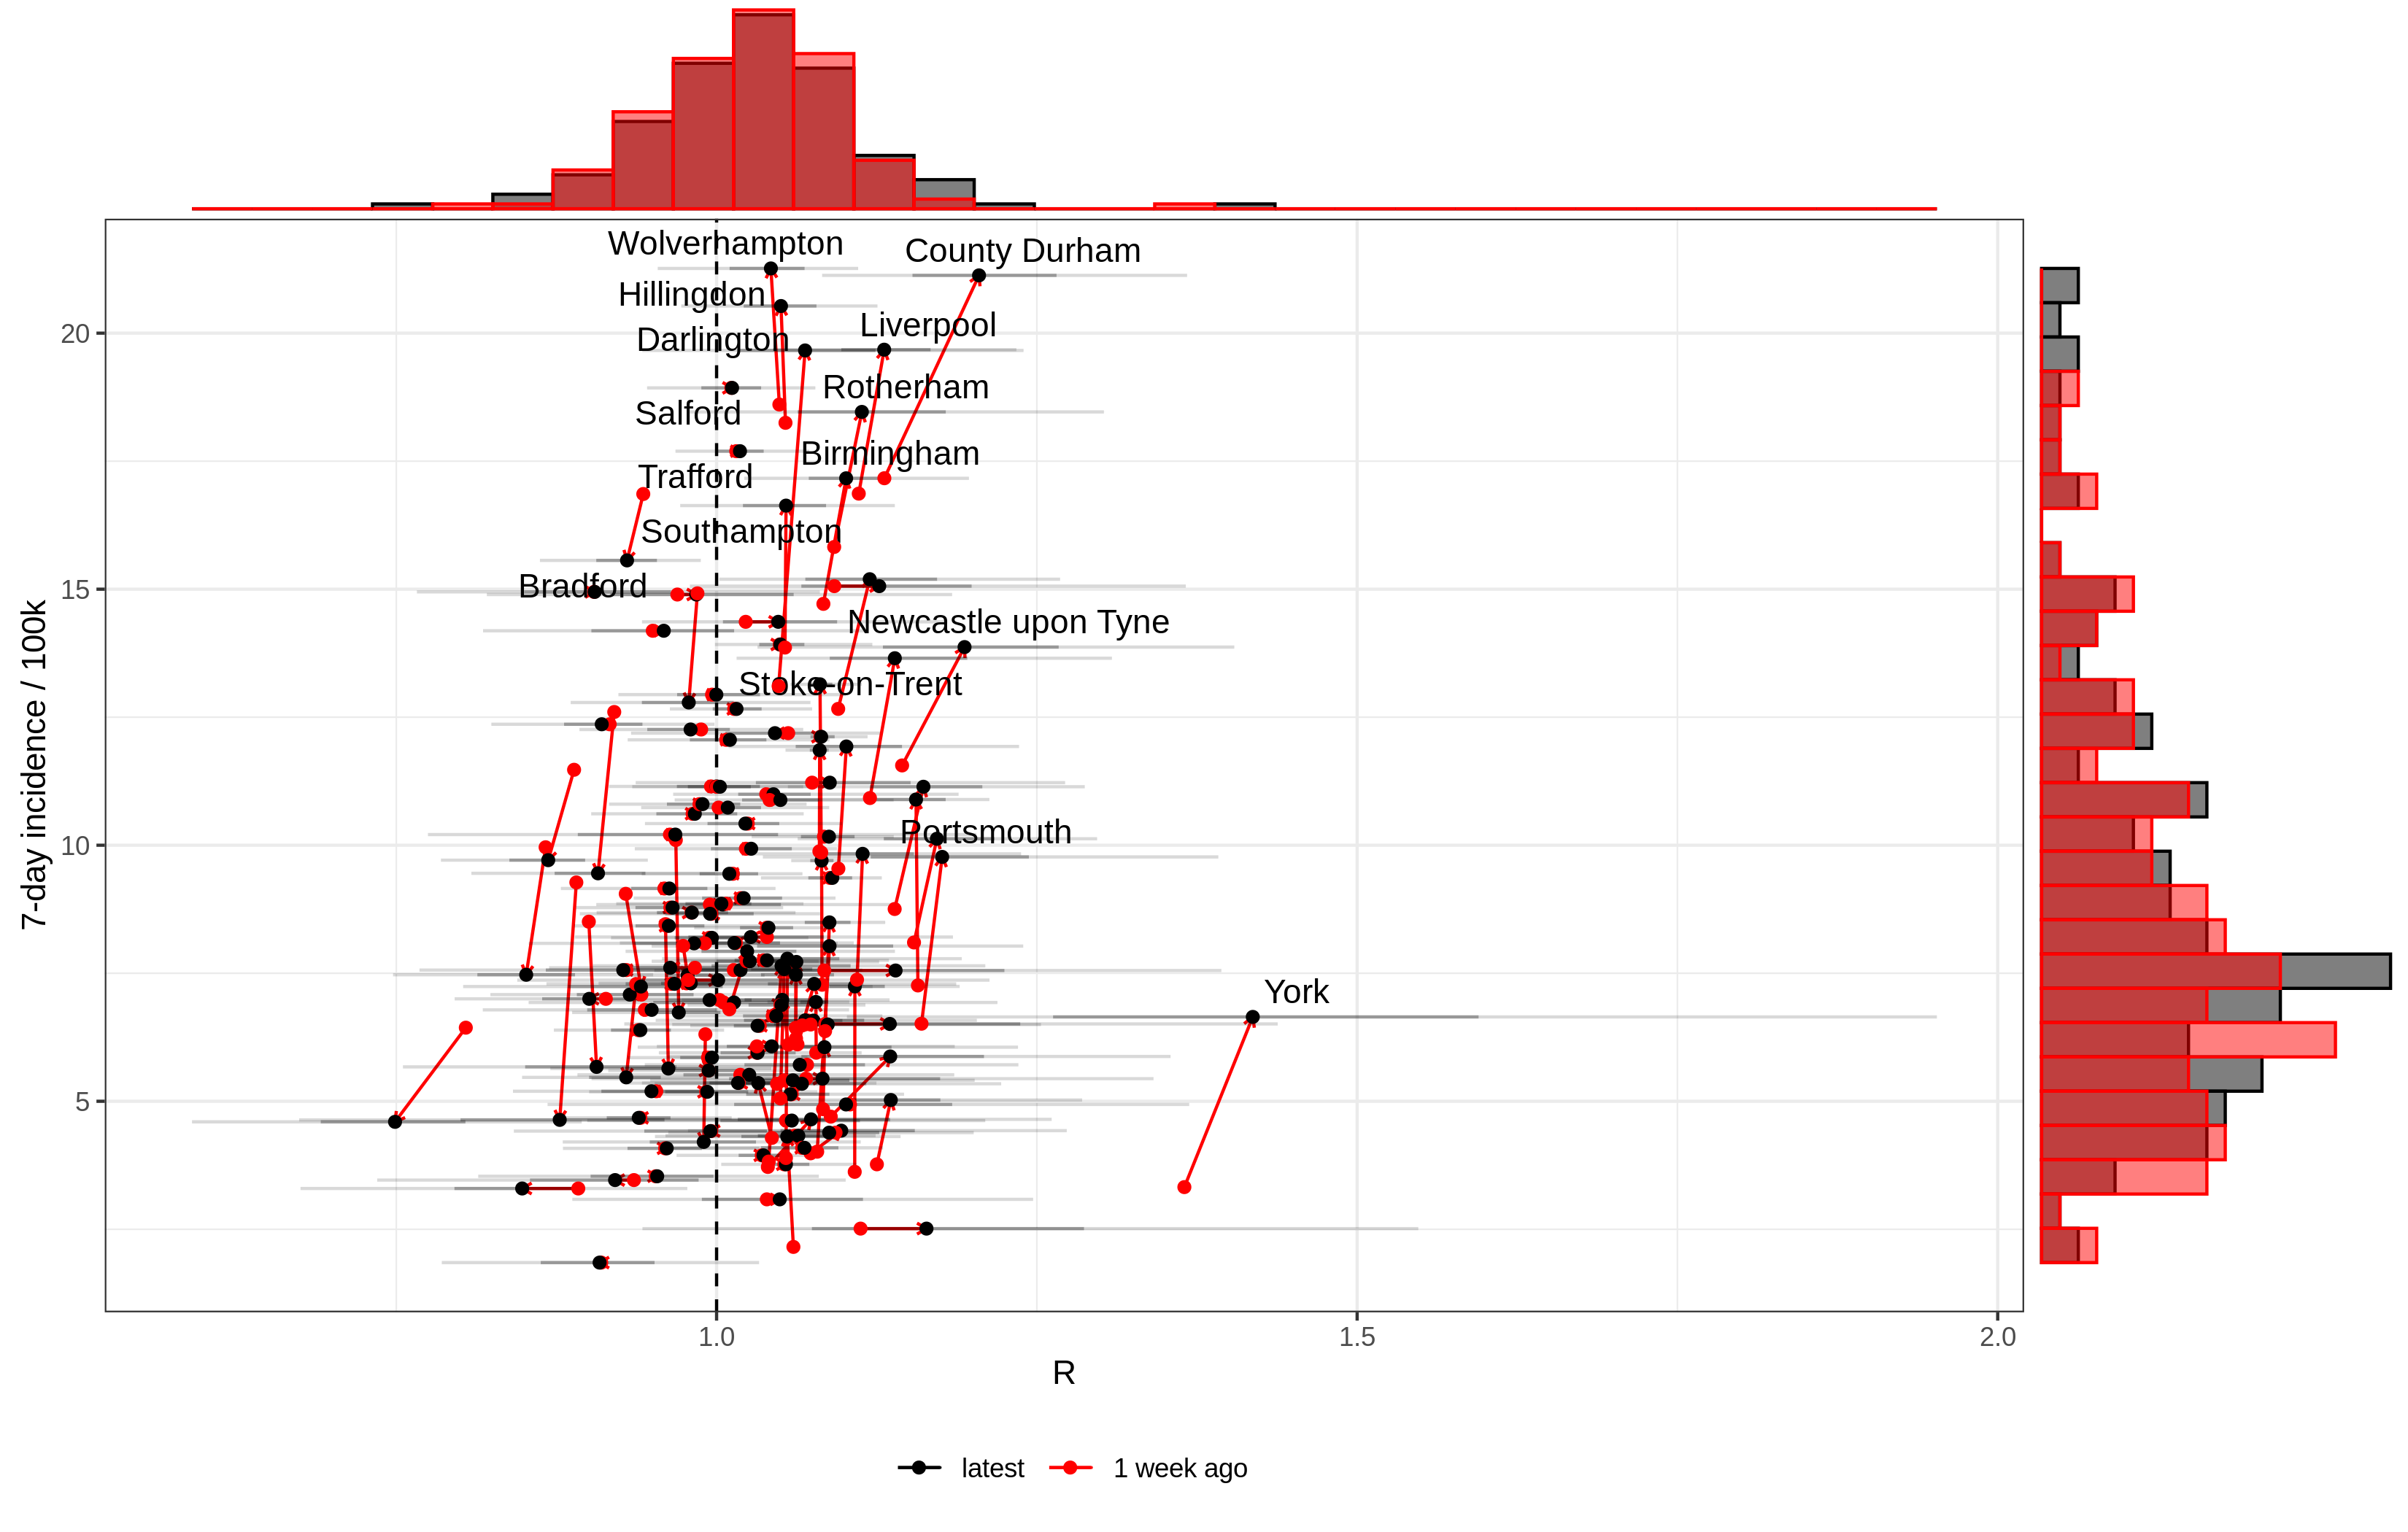 Wolverhampton
County Durham
Hillingdon
Liverpool
Darlington
Rotherham
Salford
Birmingham
Trafford
Southampton
Bradford
Newcastle upon Tyne
Stoke-on-Trent
Portsmouth
York
20
15
10
5
7-day incidence / 100k
1.0
1.5
2.0
R
latest
1 week ago